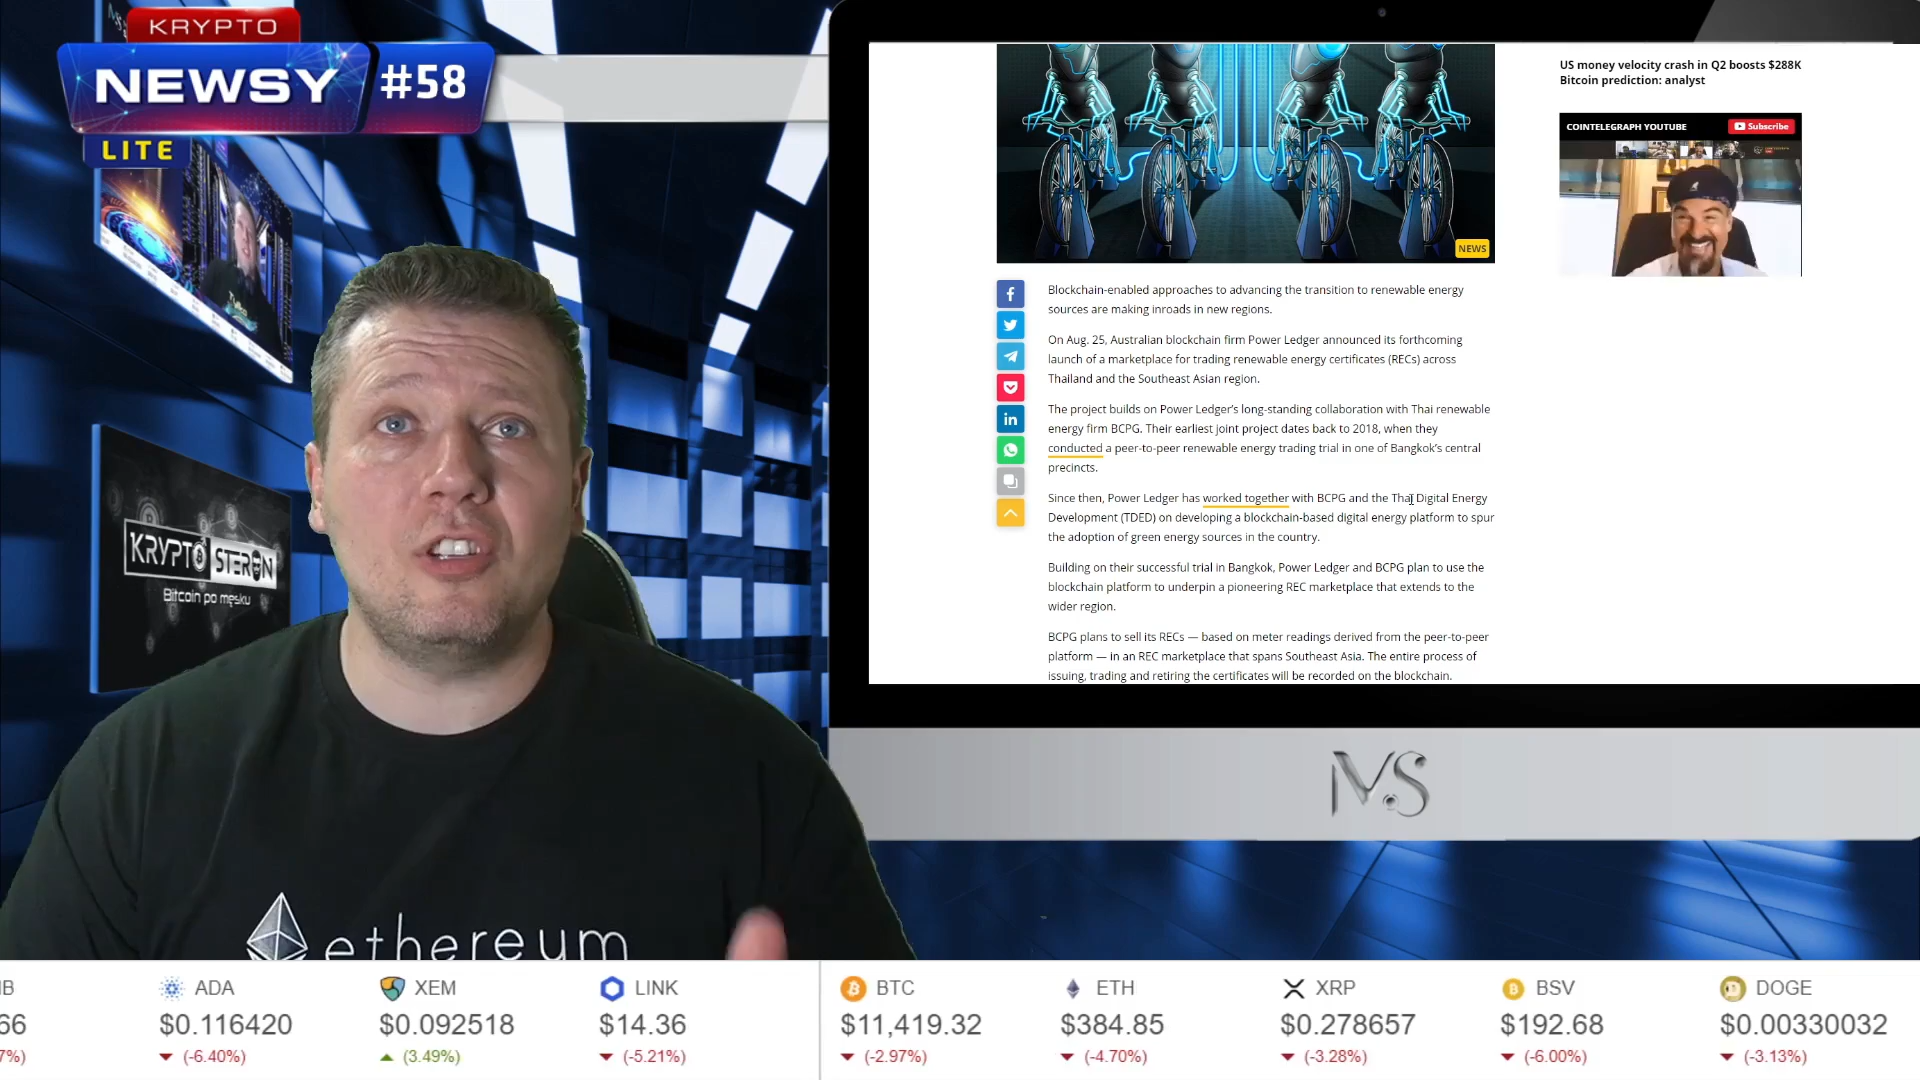 KRYPTO
NEWSY #58
LITE
KRYPTO STERON
Bitcoin po męsku
ethereum
US money velocity crash in Q2 boosts $288K
Bitcoin prediction: analyst
COINTELEGRAPH YOUTUBE
Subscribe
NEWS
Blockchain-enabled approaches to advancing the transition to renewable energy
sources are making inroads in new regions.
On Aug. 25, Australian blockchain firm Power Ledger announced its forthcoming
launch of a marketplace for trading renewable energy certificates (RECs) across
Thailand and the Southeast Asian region.
The project builds on Power Ledger's long-standing collaboration with Thai renewable
energy firm BCPG. Their earliest joint project dates back to 2018, when they
conducted a peer-to-peer renewable energy trading trial in one of Bangkok's central
precincts.
Since then, Power Ledger has worked together with BCPG and the Thai Digital Energy
Development (TDED) on developing a blockchain-based digital energy platform to spur
the adoption of green energy sources in the country.
Building on their successful trial in Bangkok, Power Ledger and BCPG plan to use the
blockchain platform to underpin a pioneering REC marketplace that extends to the
wider region.
BCPG plans to sell its RECs — based on meter readings derived from the peer-to-peer
platform — in an REC marketplace that spans Southeast Asia. The entire process of
issuing, trading and retiring the certificates will be recorded on the blockchain.
MS
ADA XEM LINK BTC ETH XRP BSV DOGE
66 $0.116420 $0.092518 $14.36 $11,419.32 $384.85 $0.278657 $192.68 $0.00330032
7%) (-6.40%) (3.49%) (-5.21%) (-2.97%) (-4.70%) (-3.28%) (-6.00%) (-3.13%)